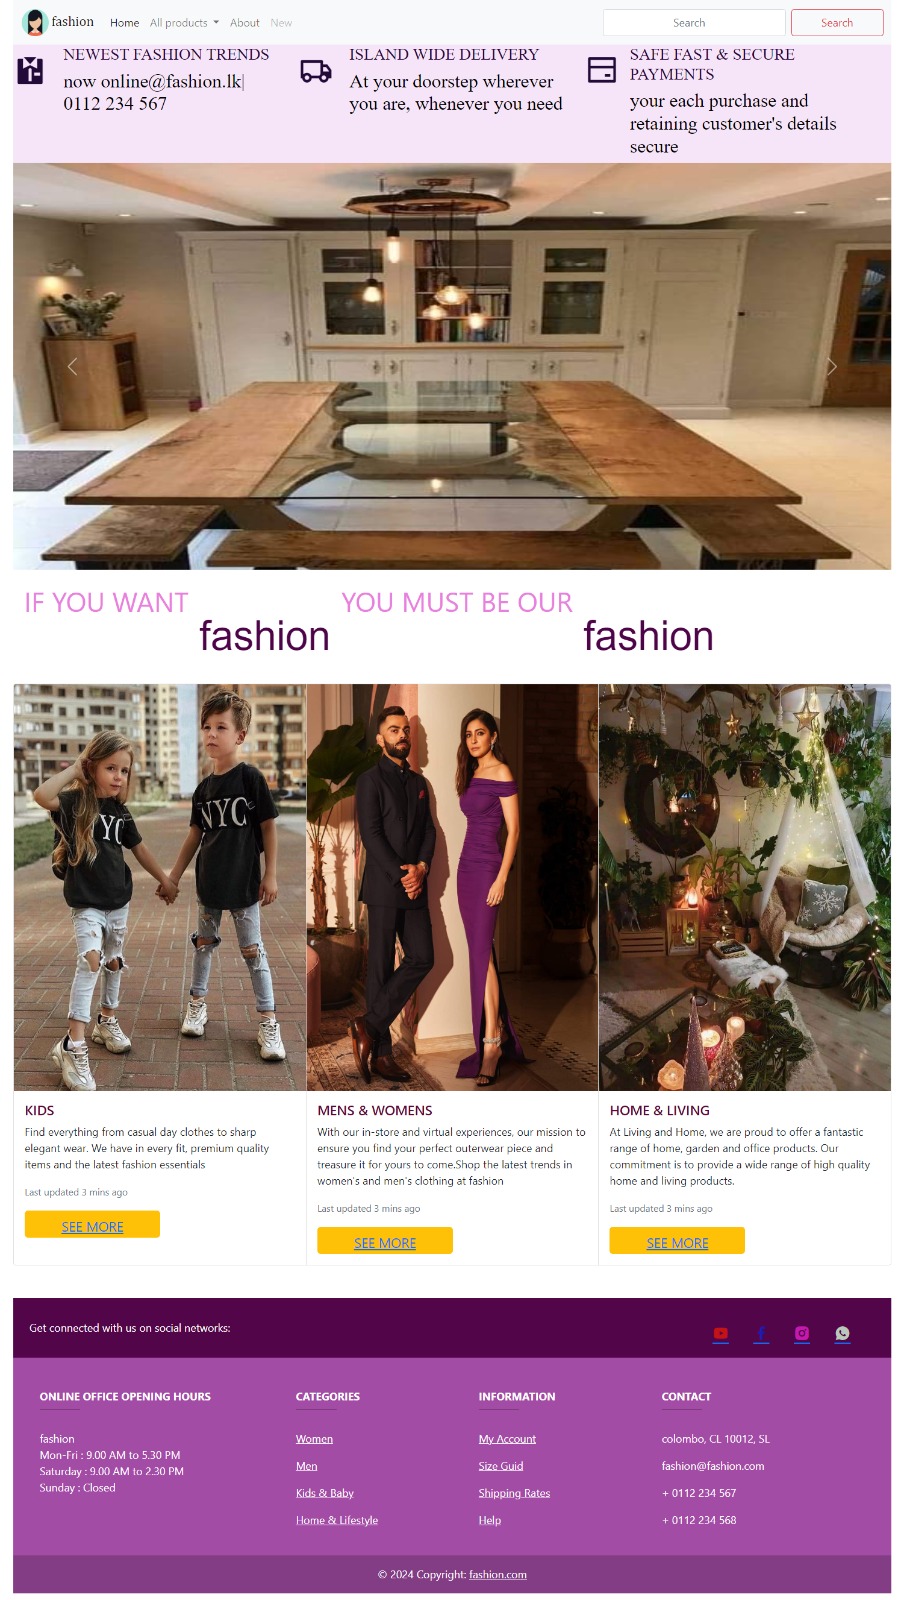 fashion Home All products About New Search Search
NEWEST FASHION TRENDS
now online@fashion.lk|
0112 234 567
ISLAND WIDE DELIVERY
At your doorstep wherever
you are, whenever you need
SAFE FAST & SECURE
PAYMENTS
your each purchase and
retaining customer's details
secure
IF YOU WANT fashion YOU MUST BE OUR fashion
NYC
NYC
KIDS
Find everything from casual day clothes to sharp
elegant wear. We have in every fit, premium quality
items and the latest fashion essentials
Last updated 3 mins ago
SEE MORE
MENS & WOMENS
With our in-store and virtual experiences, our mission to
ensure you find your perfect outerwear piece and
treasure it for yours to come.Shop the latest trends in
women's and men's clothing at fashion
Last updated 3 mins ago
SEE MORE
HOME & LIVING
At Living and Home, we are proud to offer a fantastic
range of home, garden and office products. Our
commitment is to provide a wide range of high quality
home and living products.
Last updated 3 mins ago
SEE MORE
Get connected with us on social networks:
ONLINE OFFICE OPENING HOURS
fashion
Mon-Fri : 9.00 AM to 5.30 PM
Saturday : 9.00 AM to 2.30 PM
Sunday : Closed
CATEGORIES
Women
Men
Kids & Baby
Home & Lifestyle
INFORMATION
My Account
Size Guid
Shipping Rates
Help
CONTACT
colombo, CL 10012, SL
fashion@fashion.com
+ 0112 234 567
+ 0112 234 568
© 2024 Copyright: fashion.com